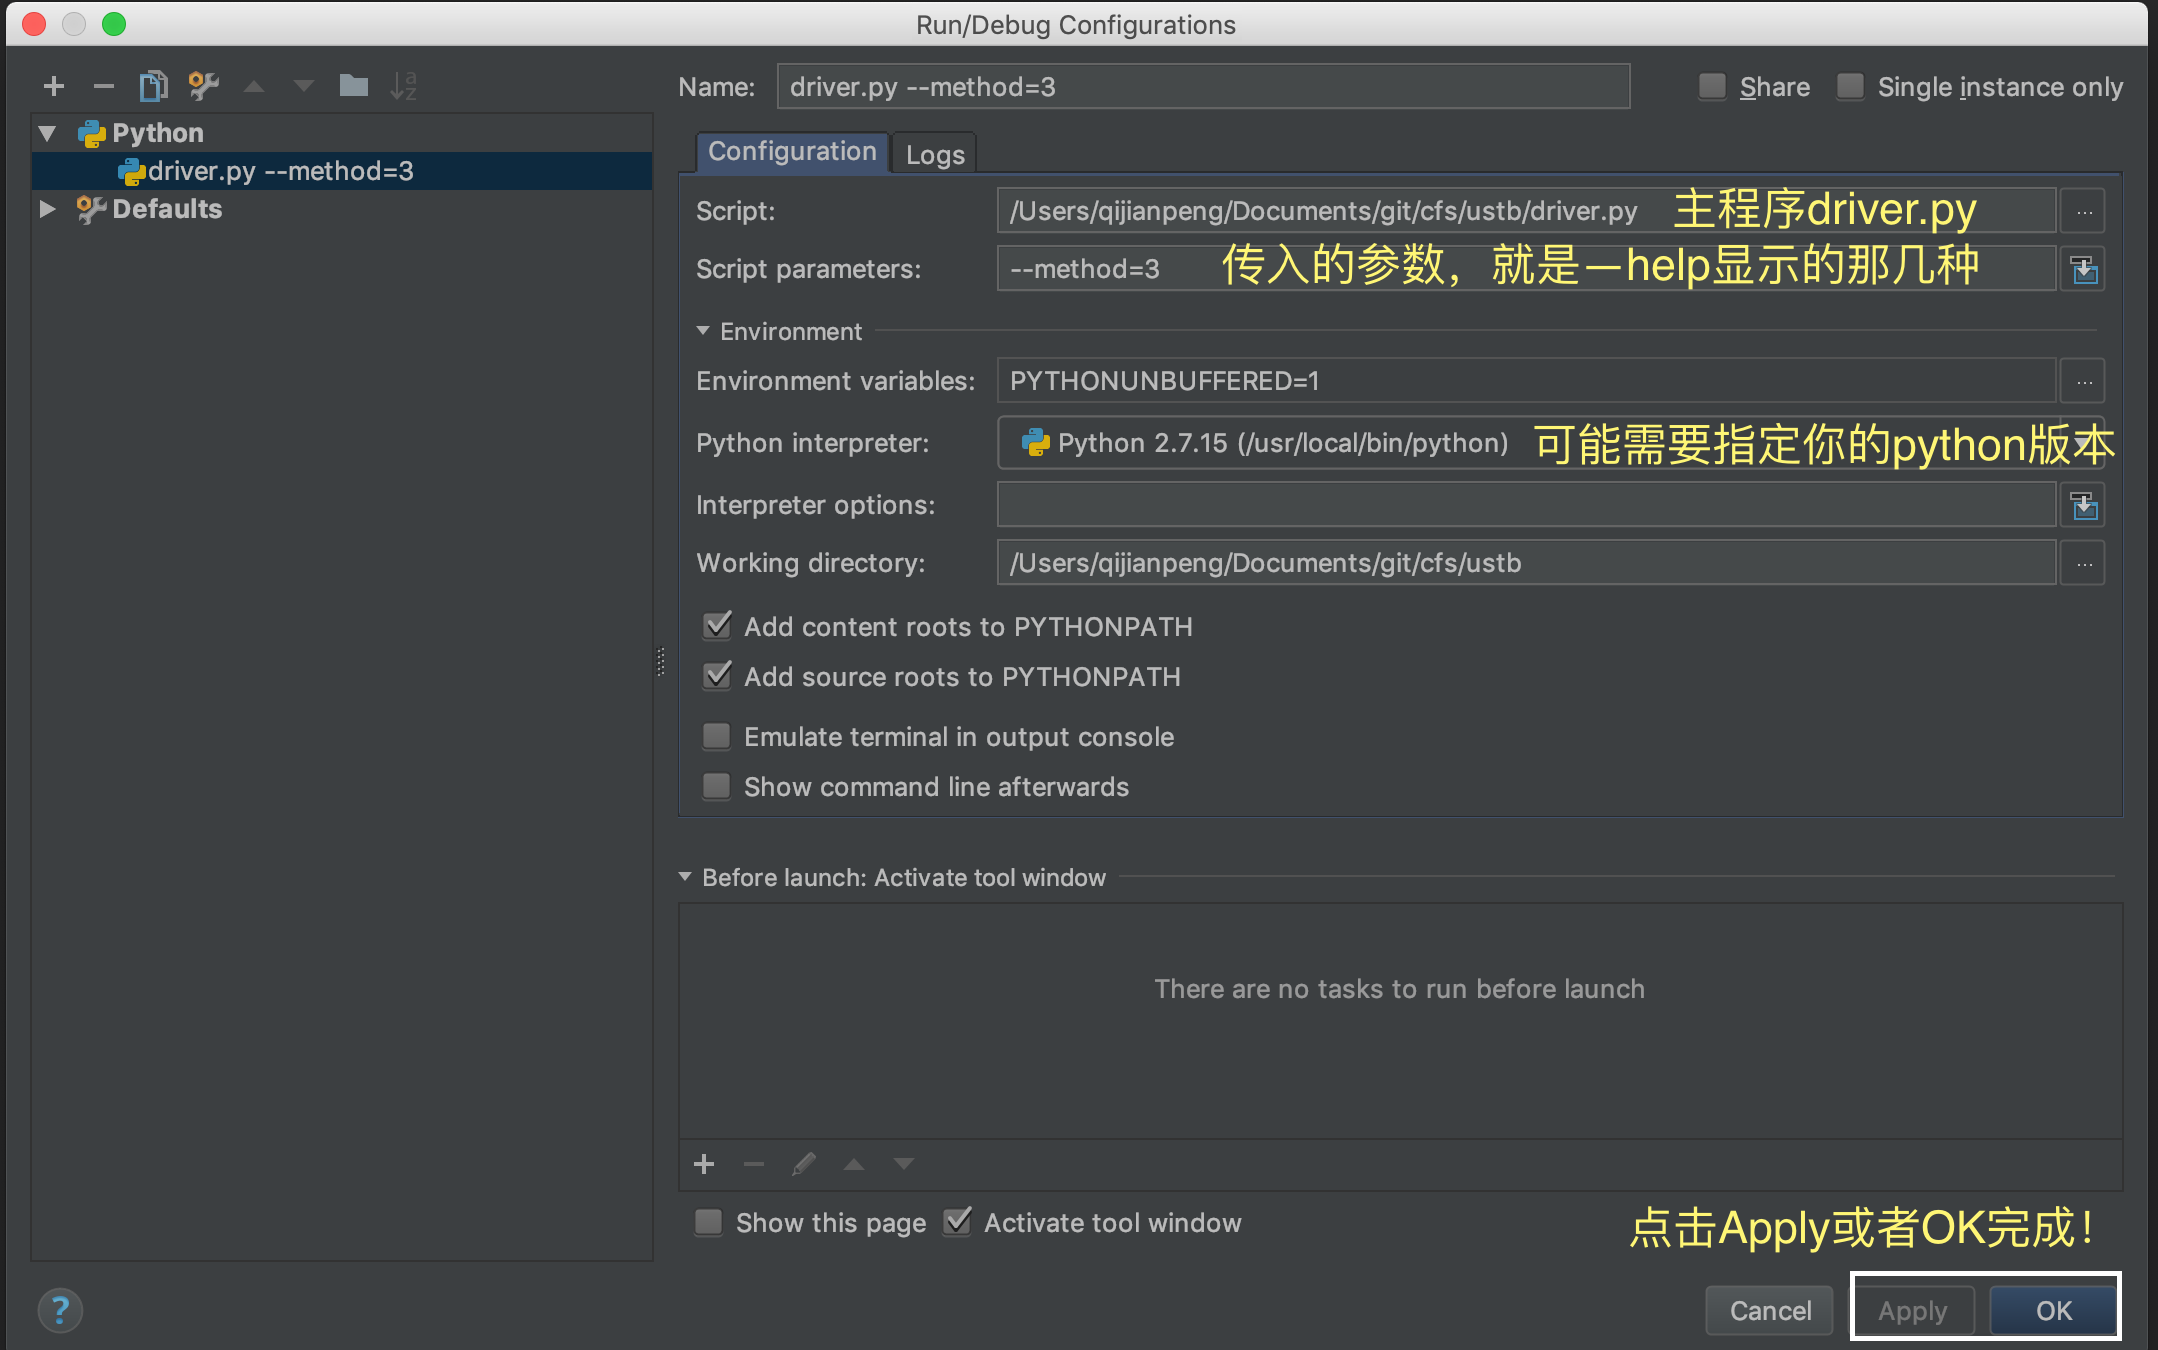 Run/Debug Configurations
Name: driver.py --method=3 Share Single instance only
Python
driver.py --method=3
Defaults
Configuration Logs
Script: /Users/qijianpeng/Documents/git/cfs/ustb/driver.py 主程序driver.py ...
Script parameters: --method=3 传入的参数，就是—help显示的那几种
Environment
Environment variables: PYTHONUNBUFFERED=1 ...
Python interpreter: Python 2.7.15 (/usr/local/bin/python) 可能需要指定你的python版本
Interpreter options:
Working directory: /Users/qijianpeng/Documents/git/cfs/ustb ...
Add content roots to PYTHONPATH
Add source roots to PYTHONPATH
Emulate terminal in output console
Show command line afterwards
Before launch: Activate tool window
There are no tasks to run before launch
Show this page Activate tool window
点击Apply或者OK完成！
? Cancel Apply OK